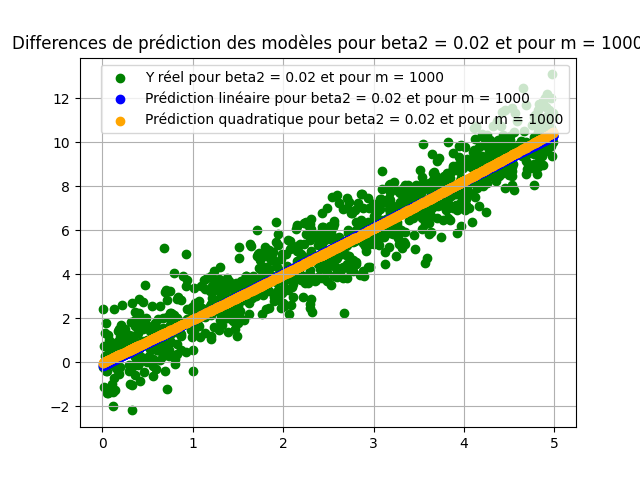 Differences de prédiction des modèles pour beta2 = 0.02 et pour m = 1000
Y réel pour beta2 = 0.02 et pour m = 1000
Prédiction linéaire pour beta2 = 0.02 et pour m = 1000
Prédiction quadratique pour beta2 = 0.02 et pour m = 1000
12
10
8
6
4
2
0
−2
0 1 2 3 4 5